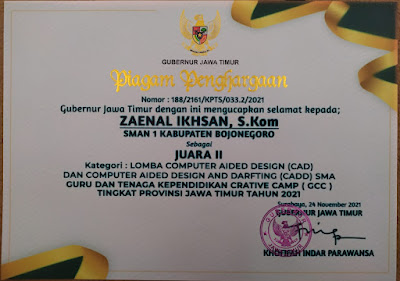 GUBERNUR JAWA TIMUR
Piagam Penghargaan
Nomor : 188/2161/KPTS/033.2/2021
Gubernur Jawa Timur dengan ini mengucapkan selamat kepada;
ZAENAL IKHSAN, S.Kom
SMAN 1 KABUPATEN BOJONEGORO
Sebagai
JUARA II
Kategori : LOMBA COMPUTER AIDED DESIGN (CAD)
DAN COMPUTER AIDED DESIGN AND DARFTING (CADD) SMA
GURU DAN TENAGA KEPENDIDIKAN CRATIVE CAMP ( GCC )
TINGKAT PROVINSI JAWA TIMUR TAHUN 2021
Surabaya, 24 November 2021
GUBERNUR JAWA TIMUR
KHOFIFAH INDAR PARAWANSA